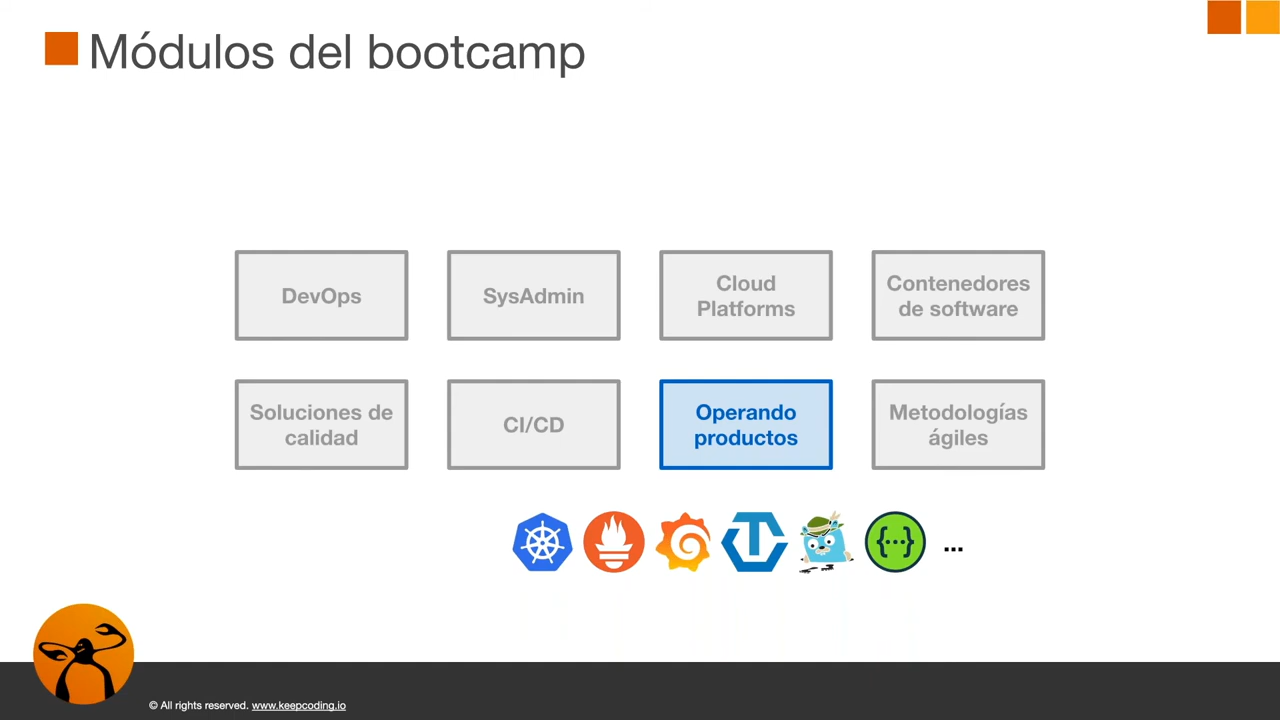 Módulos del bootcamp
DevOps
SysAdmin
Cloud
Platforms
Contenedores
de software
Soluciones de
calidad
CI/CD
Operando
productos
Metodologías
ágiles
{...}
...
© All rights reserved. www.keepcoding.io